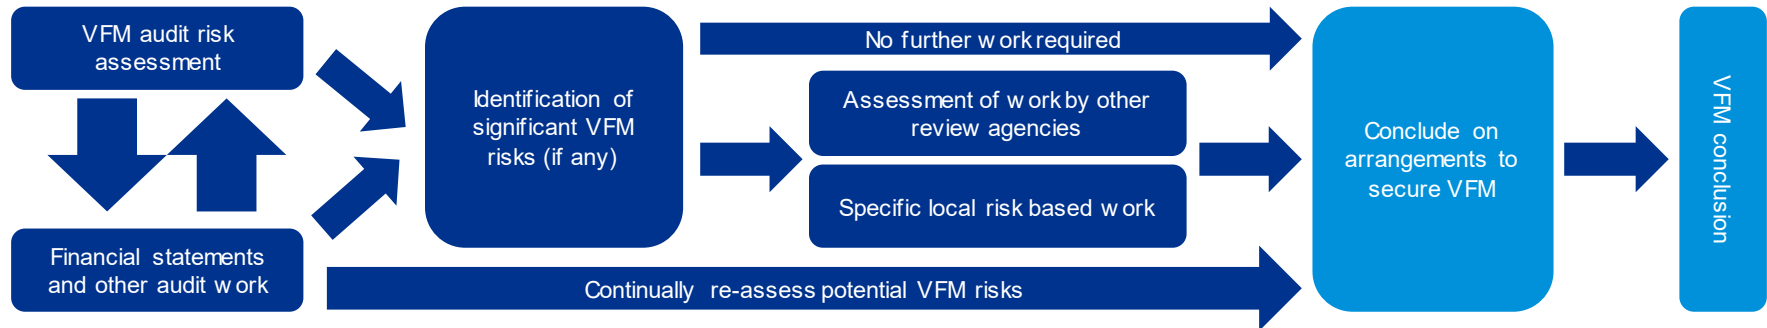 VFM audit risk
assessment
Financial statements
and other audit work
Identification of
significant VFM
risks (if any)
No further work required
Assessment of work by other
review agencies
Specific local risk based work
Continually re-assess potential VFM risks
Conclude on
arrangements to
secure VFM
VFM conclusion